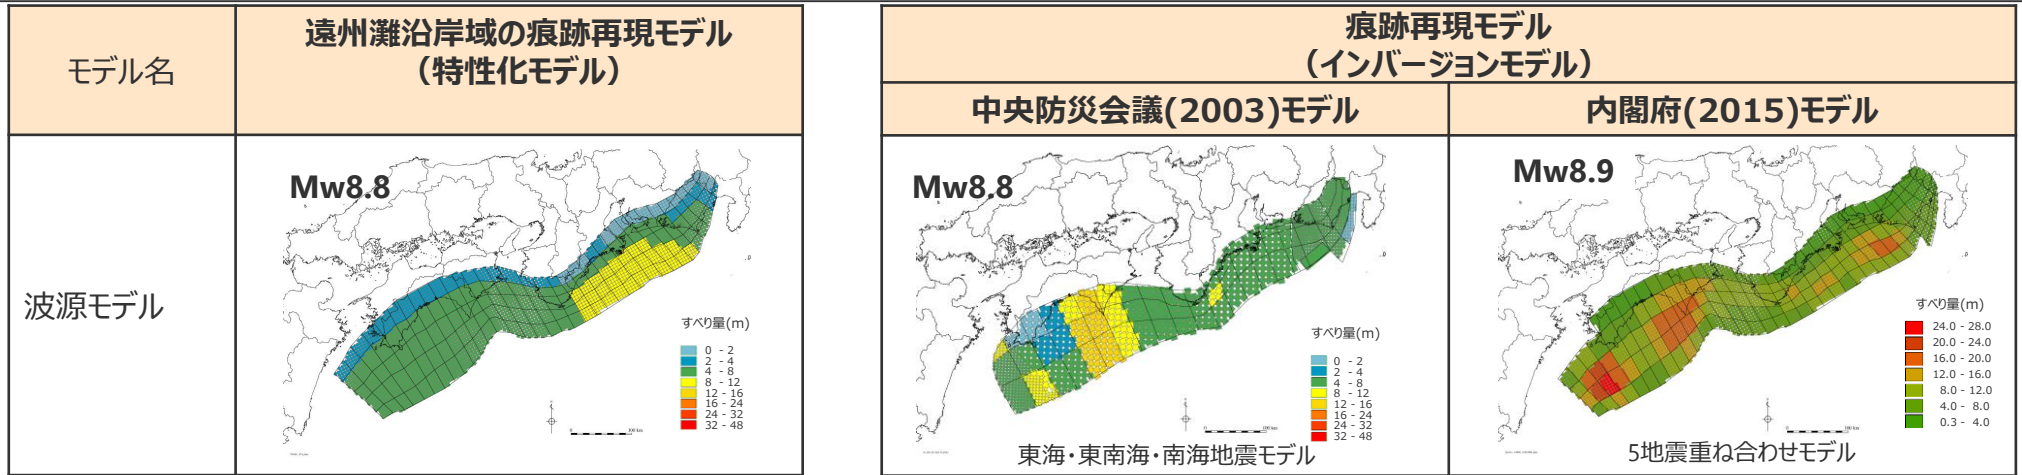 モデル名
遠州灘沿岸域の痕跡再現モデル
（特性化モデル）
痕跡再現モデル
（インバージョンモデル）
中央防災会議(2003)モデル
内閣府(2015)モデル
波源モデル
Mw8.8
すべり量(m)
0 - 2
2 - 4
4 - 8
8 - 12
12 - 16
16 - 24
24 - 32
32 - 48
100 km
Mw8.8
すべり量(m)
0 - 2
2 - 4
4 - 8
8 - 12
12 - 16
16 - 24
24 - 32
32 - 48
100 km
東海・東南海・南海地震モデル
Mw8.9
すべり量(m)
24.0 - 28.0
20.0 - 24.0
16.0 - 20.0
12.0 - 16.0
8.0 - 12.0
4.0 - 8.0
0.3 - 4.0
100 km
5地震重ね合わせモデル